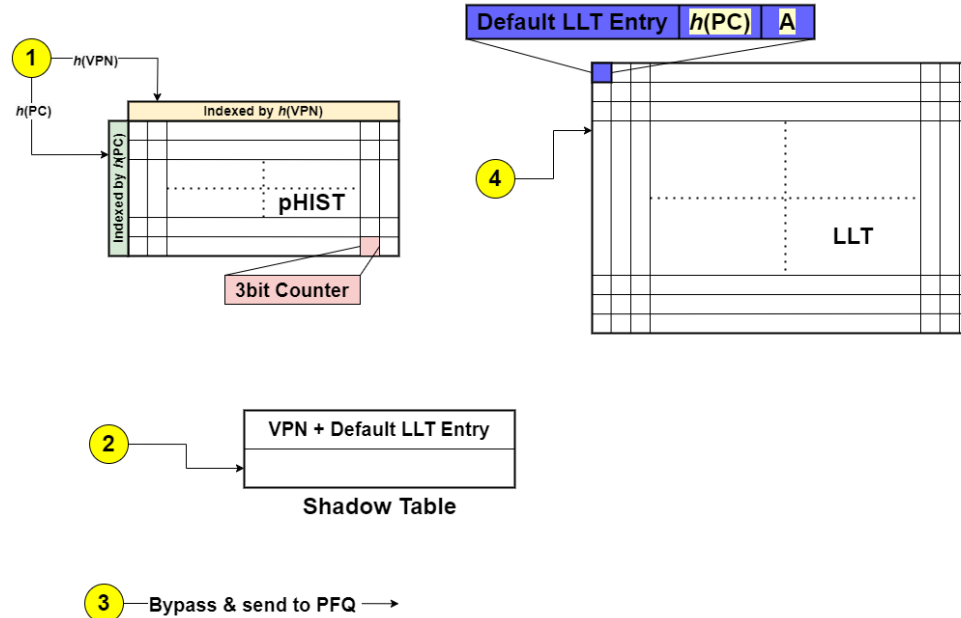 1
h(VPN)
h(PC)
Indexed by h(VPN)
Indexed by h(PC)
pHIST
3bit Counter
Default LLT Entry h(PC) A
4
LLT
2
VPN + Default LLT Entry
Shadow Table
3
Bypass & send to PFQ